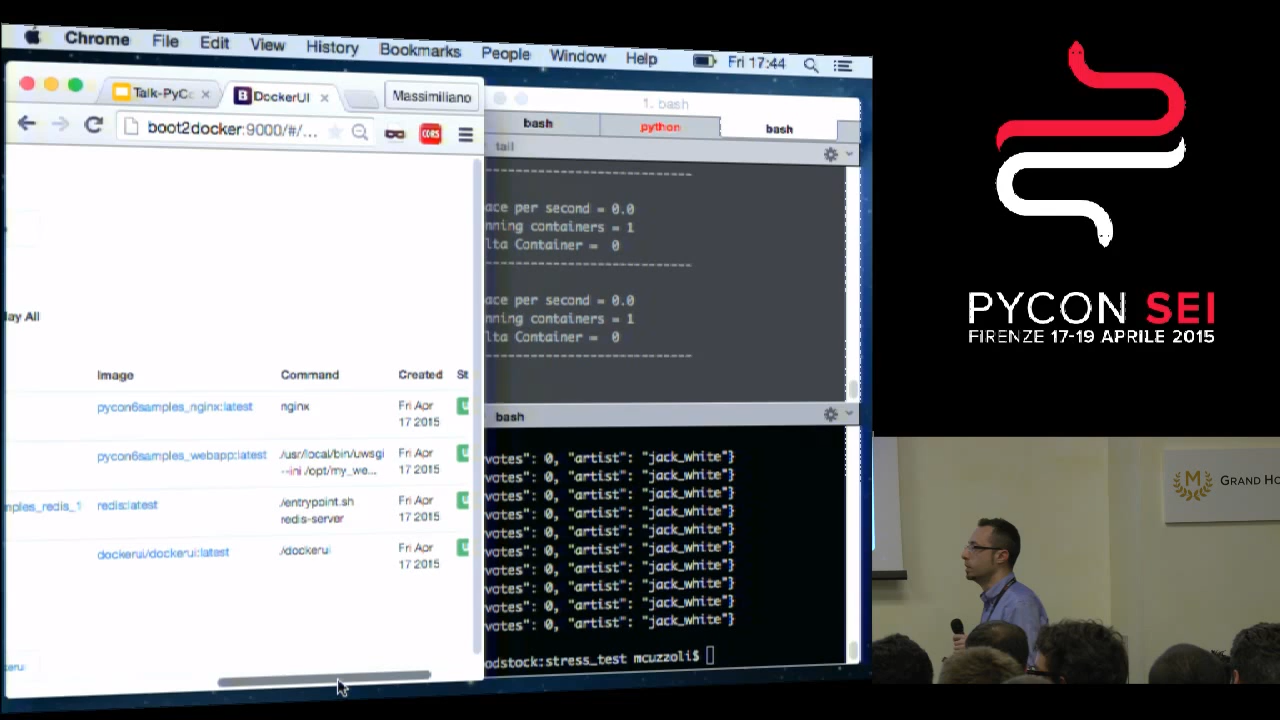 Chrome File Edit View History Bookmarks People Window Help Fri 17:44
Talk-PyCo
DockerUI
Massimiliano
boot2docker:9000/#/...
CORS
lay All
Image Command Created St
pycon6samples_nginx:latest nginx Fri Apr
17 2015
pycon6samples_webapp:latest /usr/local/bin/uwsgi Fri Apr
--ini /opt/my_we... 17 2015
mples_redis_1 redis:latest /entrypoint.sh Fri Apr
redis-server 17 2015
dockerui/dockerui:latest ./dockerui Fri Apr
17 2015
1. bash
bash python bash
tail
------------------------------
ace per second = 0.0
nning containers = 1
lta Container = 0
------------------------------
ace per second = 0.0
nning containers = 1
lta Container = 0
------------------------------
bash
votes": 0, "artist": "jack_white"}
votes": 0, "artist": "jack_white"}
votes": 0, "artist": "jack_white"}
votes": 0, "artist": "jack_white"}
votes": 0, "artist": "jack_white"}
votes": 0, "artist": "jack_white"}
votes": 0, "artist": "jack_white"}
votes": 0, "artist": "jack_white"}
votes": 0, "artist": "jack_white"}
votes": 0, "artist": "jack_white"}
odstock:stress_test mcuzzoli$
PYCON SEI
FIRENZE 17-19 APRILE 2015
M
GRAND HO